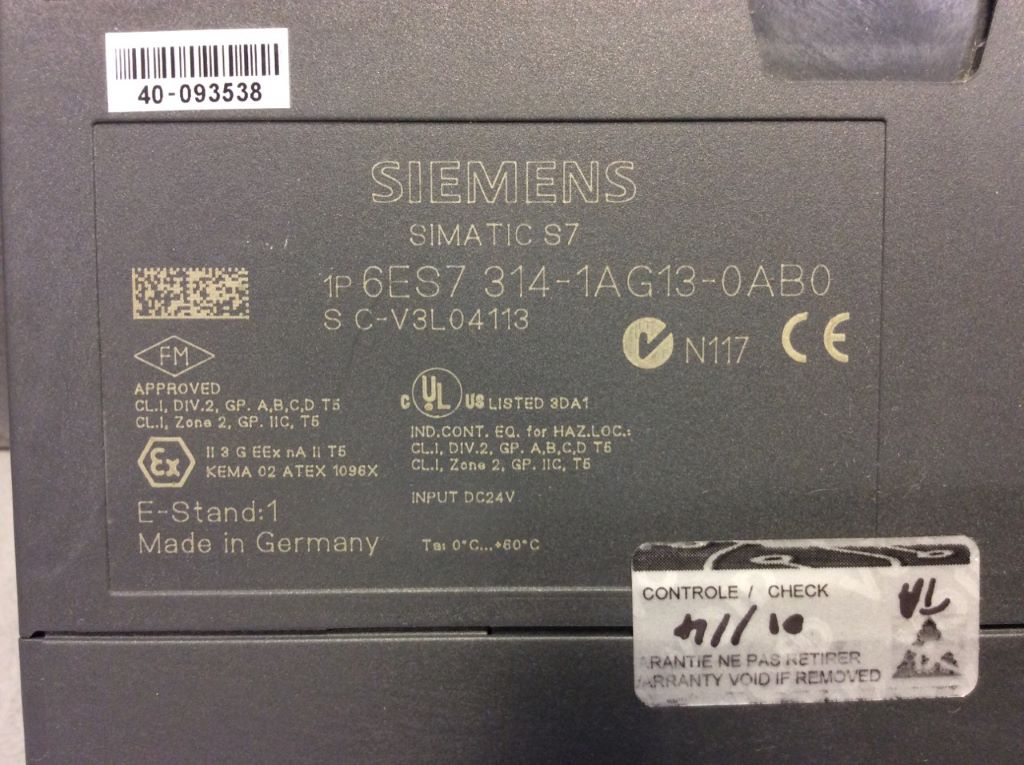 40-093538
SIEMENS
SIMATIC S7
1P 6ES7 314-1AG13-0AB0
S C-V3L04113
N117 CE
FM
APPROVED
CL.I, DIV.2, GP. A,B,C,D T5
CL.I, Zone 2, GP. IIC, T5
Ex
II 3 G EEx nA II T5
KEMA 02 ATEX 1096X
E-Stand:1
Made in Germany
C UL US LISTED 3DA1
IND.CONT. EQ. for HAZ.LOC.:
CL.I, DIV.2, GP. A,B,C,D T5
CL.I, Zone 2, GP. IIC, T5
INPUT DC24V
Ta: 0°C...+60°C
CONTROLE / CHECK
ARANTIE NE PAS RETIRER
ARRANTY VOID IF REMOVED